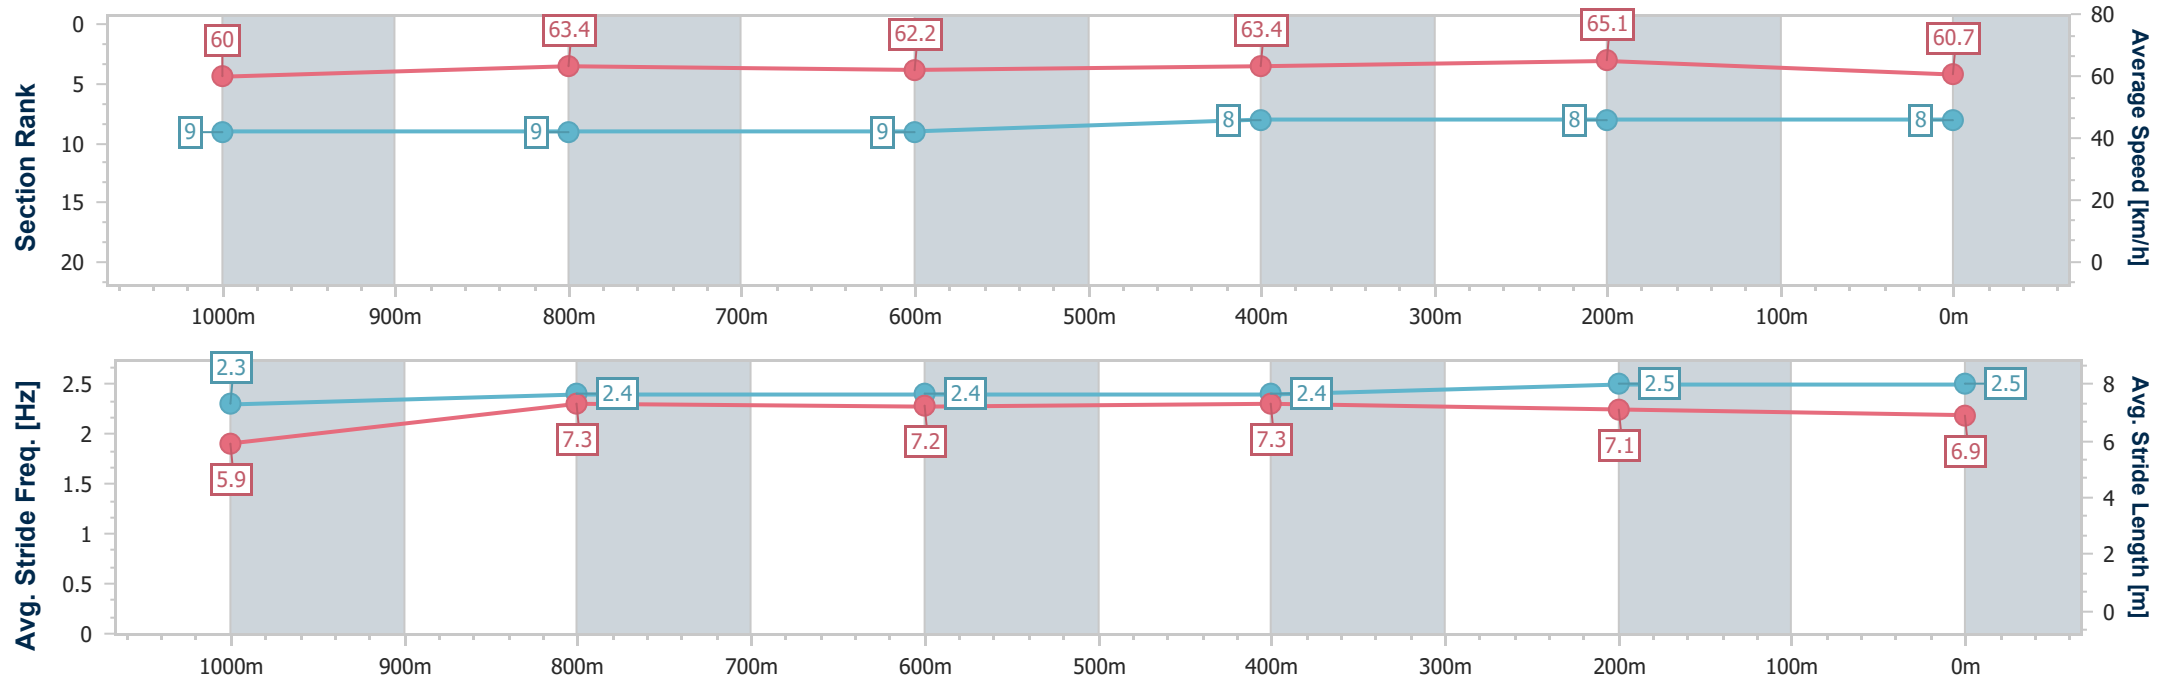 60 63.4 62.2 63.4 65.1 60.7
9 9 9 8 8 8
0 5 10 15 20
Section Rank
80 60 40 20 0
Average Speed [km/h]
1000m 900m 800m 700m 600m 500m 400m 300m 200m 100m 0m
2.3 2.4 2.4 2.4 2.5 2.5
5.9 7.3 7.2 7.3 7.1 6.9
2.5 2 1.5 1 0.5 0
Avg. Stride Freq. [Hz]
8 6 4 2 0
Avg. Stride Length [m]
1000m 900m 800m 700m 600m 500m 400m 300m 200m 100m 0m